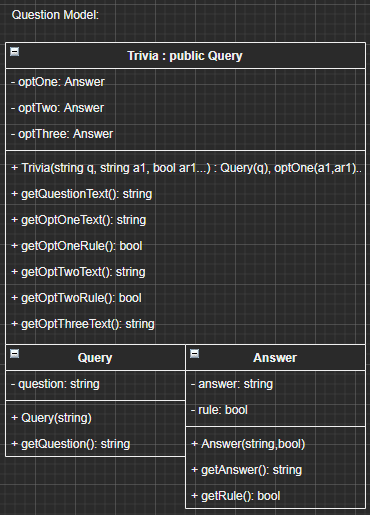 Question Model:
Trivia : public Query
- optOne: Answer
- optTwo: Answer
- optThree: Answer
+ Trivia(string q, string a1, bool ar1...) : Query(q), optOne(a1,ar1)..
+ getQuestionText(): string
+ getOptOneText(): string
+ getOptOneRule(): bool
+ getOptTwoText(): string
+ getOptTwoRule(): bool
+ getOptThreeText(): string
Query
- question: string
+ Query(string)
+ getQuestion(): string
Answer
- answer: string
- rule: bool
+ Answer(string,bool)
+ getAnswer(): string
+ getRule(): bool